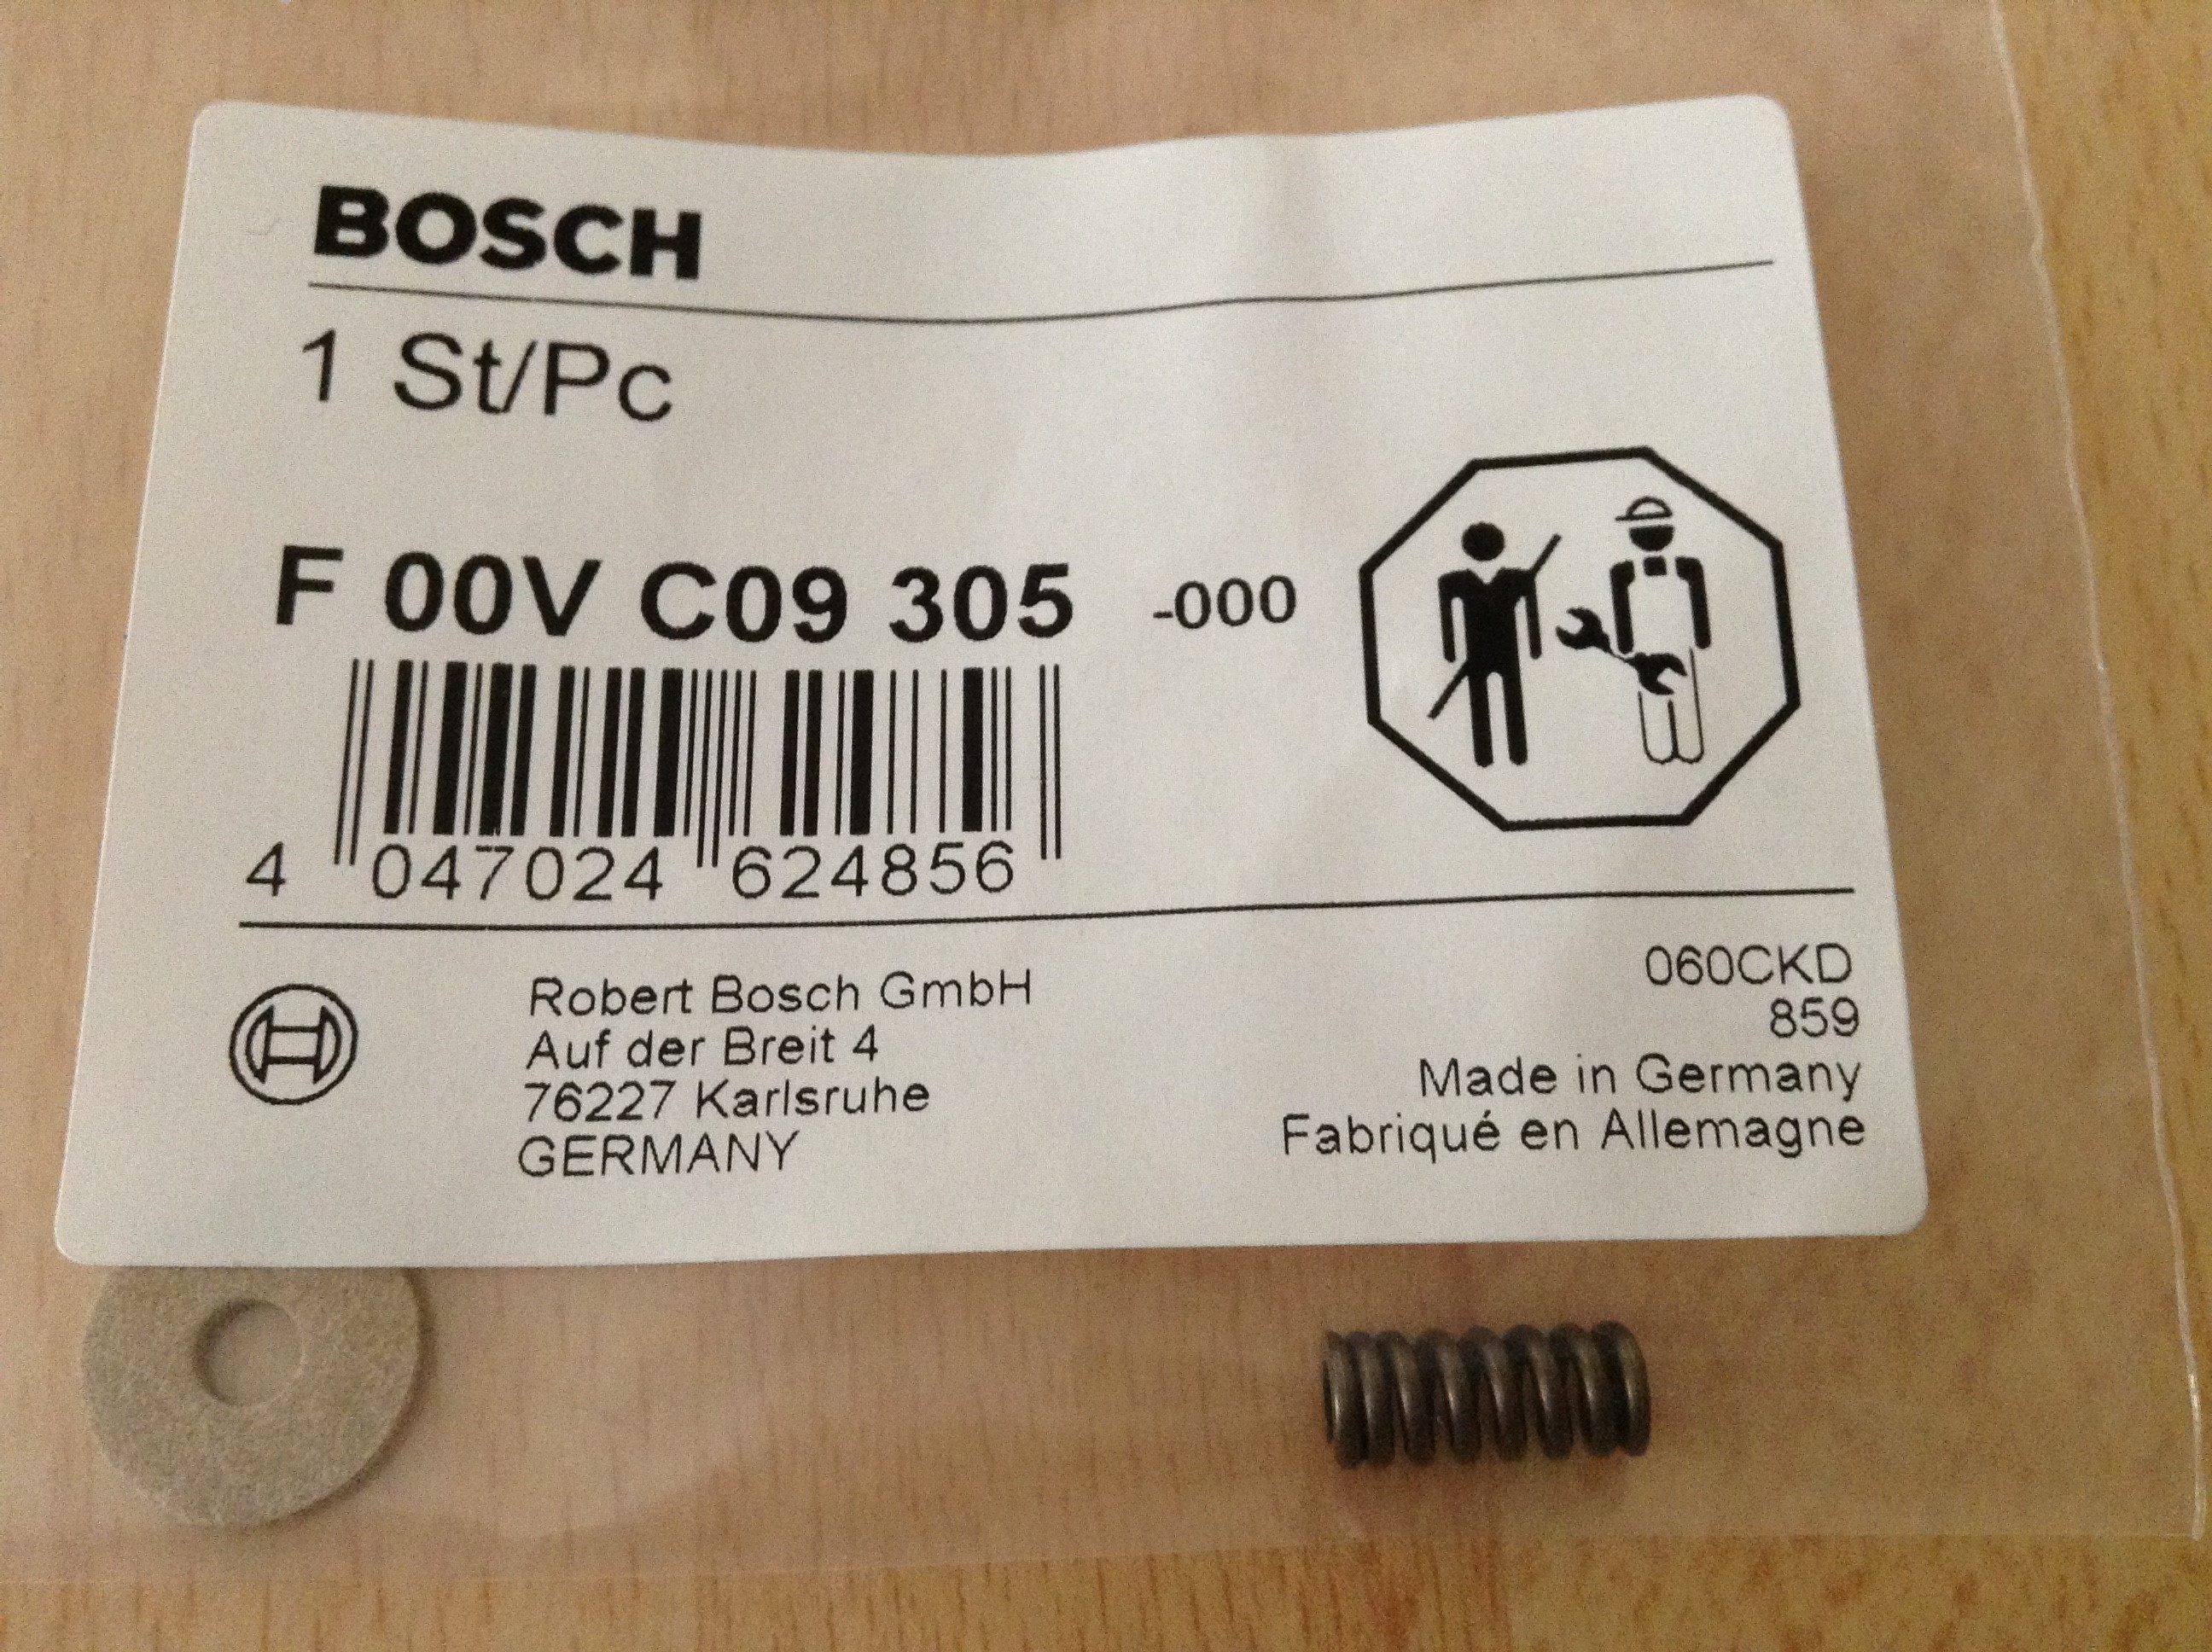 BOSCH
1 St/Pc
F 00V C09 305 -000
4 047024 624856
Robert Bosch GmbH
Auf der Breit 4
76227 Karlsruhe
GERMANY
060CKD
859
Made in Germany
Fabriqué en Allemagne